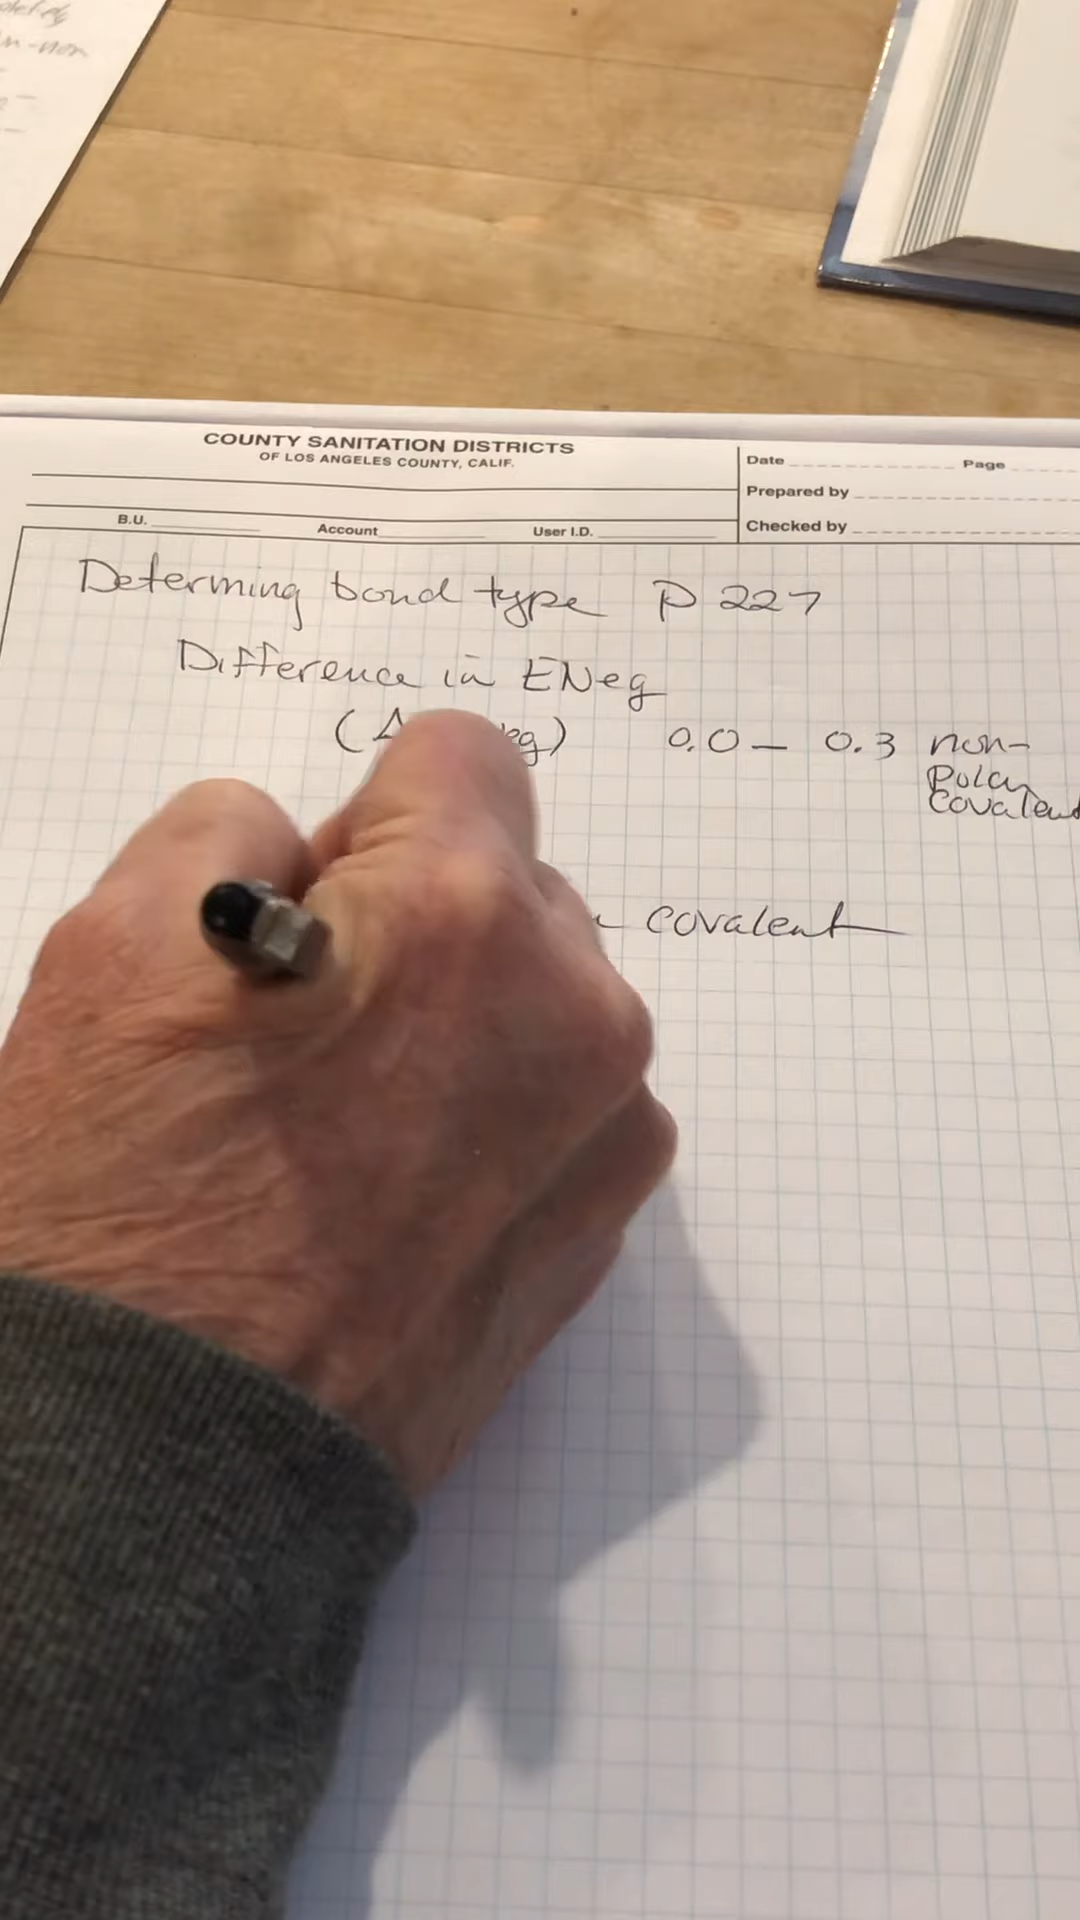 COUNTY SANITATION DISTRICTS
OF LOS ANGELES COUNTY, CALIF.
Date Page
Prepared by
Checked by
B.U. Account User I.D.
Determing bond type P 227
Difference in ENeg
(Δ eg) 0.0 — 0.3 non-
Polar
Covalent
covalent